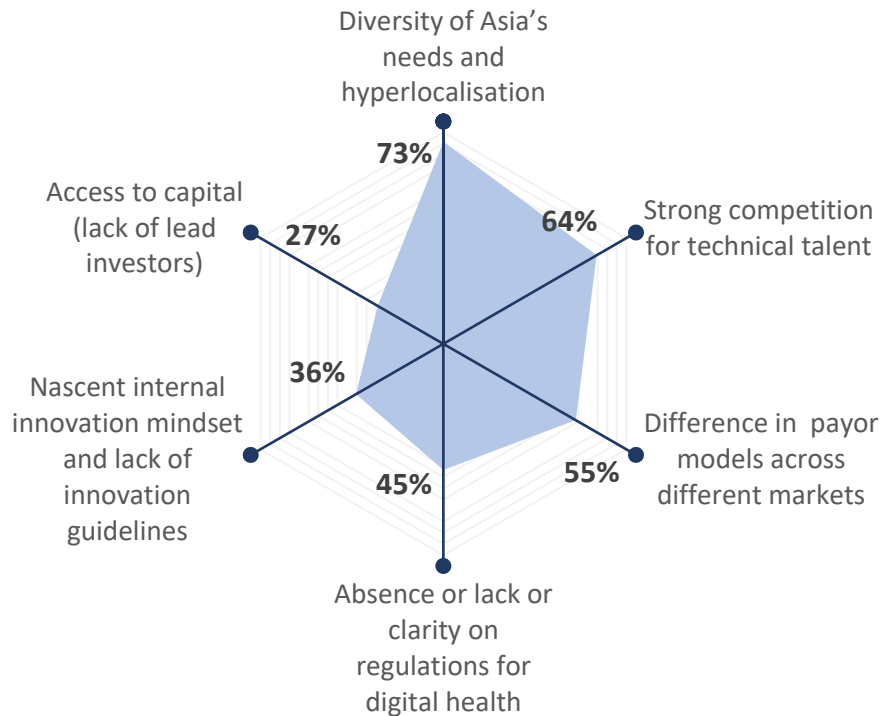 Diversity of Asia’s
needs and
hyperlocalisation
73%
64%
Strong competition
for technical talent
Difference in  payor
models across
different markets
55%
45%
Absence or lack or
clarity on
regulations for
digital health
36%
Nascent internal
innovation mindset
and lack of
innovation
guidelines
Access to capital
(lack of lead
investors)
27%